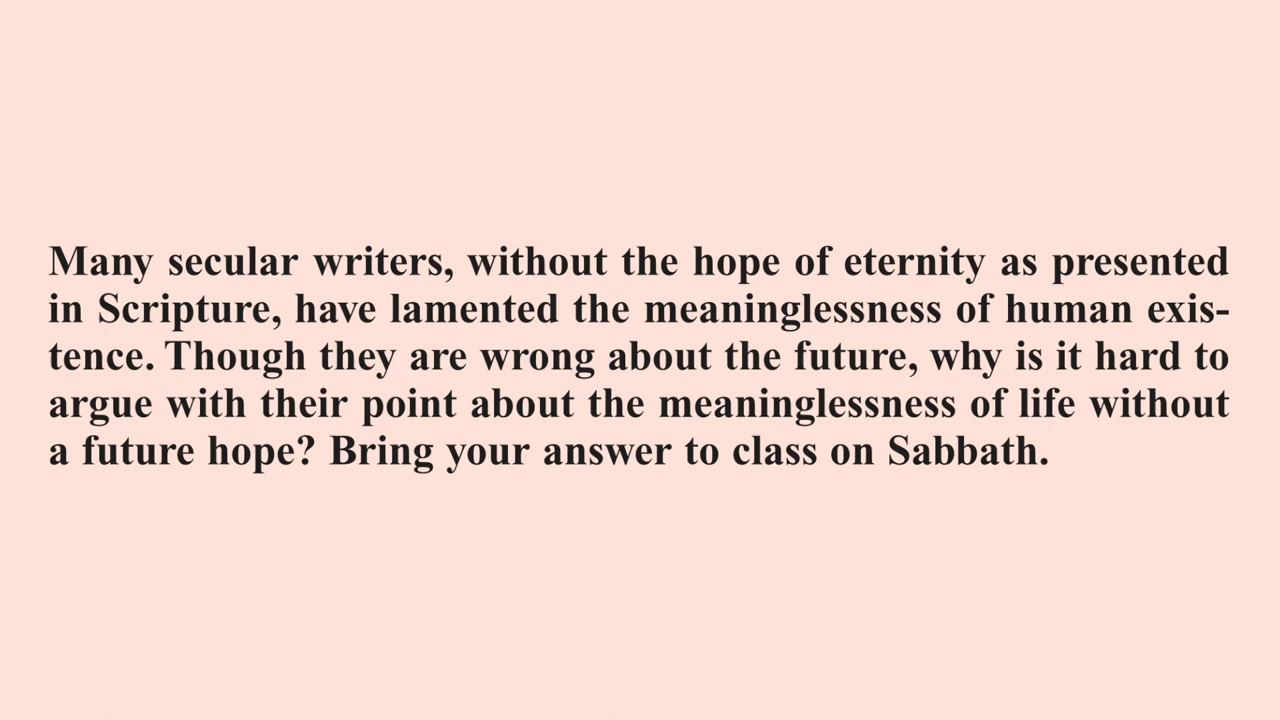 Many secular writers, without the hope of eternity as presented
in Scripture, have lamented the meaninglessness of human exis-
tence. Though they are wrong about the future, why is it hard to
argue with their point about the meaninglessness of life without
a future hope? Bring your answer to class on Sabbath.